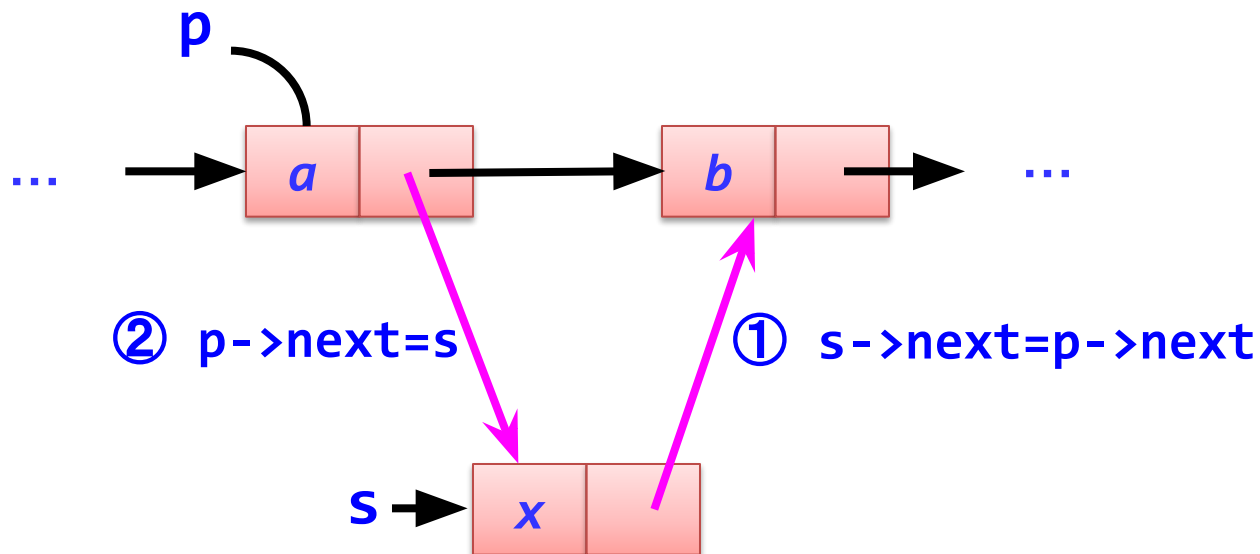 p
… a b …
② p->next=s ① s->next=p->next
s x